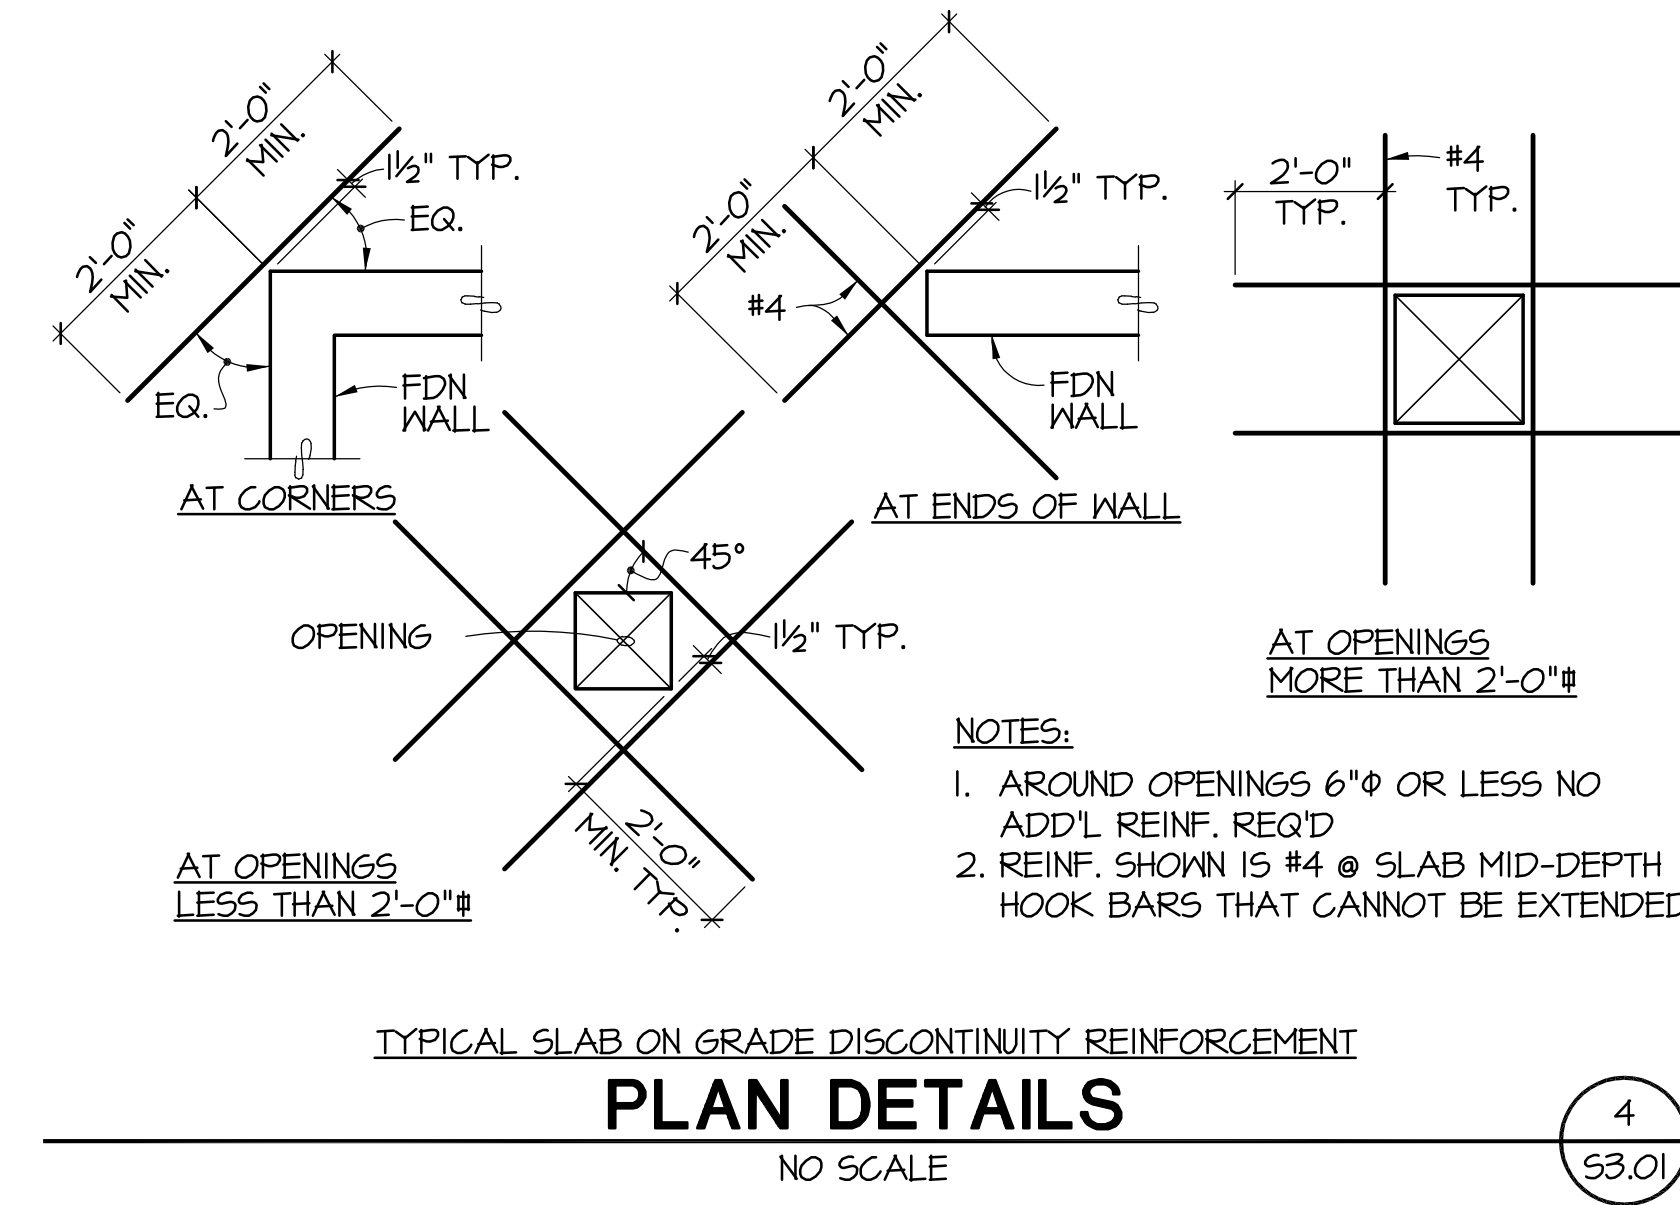 2'-0"
MIN.
2'-0"
MIN.
1½" TYP.
EQ.
EQ.
FDN
WALL
AT CORNERS
2'-0"
MIN.
2'-0"
MIN.
1½" TYP.
#4
FDN
WALL
AT ENDS OF WALL
2'-0"
TYP.
#4
TYP.
AT OPENINGS
MORE THAN 2'-0"⌗
45°
OPENING
1½" TYP.
2'-0"
MIN. TYP.
AT OPENINGS
LESS THAN 2'-0"⌗
NOTES:
1. AROUND OPENINGS 6"Φ OR LESS NO
ADD'L REINF. REQ'D
2. REINF. SHOWN IS #4 @ SLAB MID-DEPTH
HOOK BARS THAT CANNOT BE EXTENDED
TYPICAL SLAB ON GRADE DISCONTINUITY REINFORCEMENT
PLAN DETAILS
NO SCALE
4
S3.01